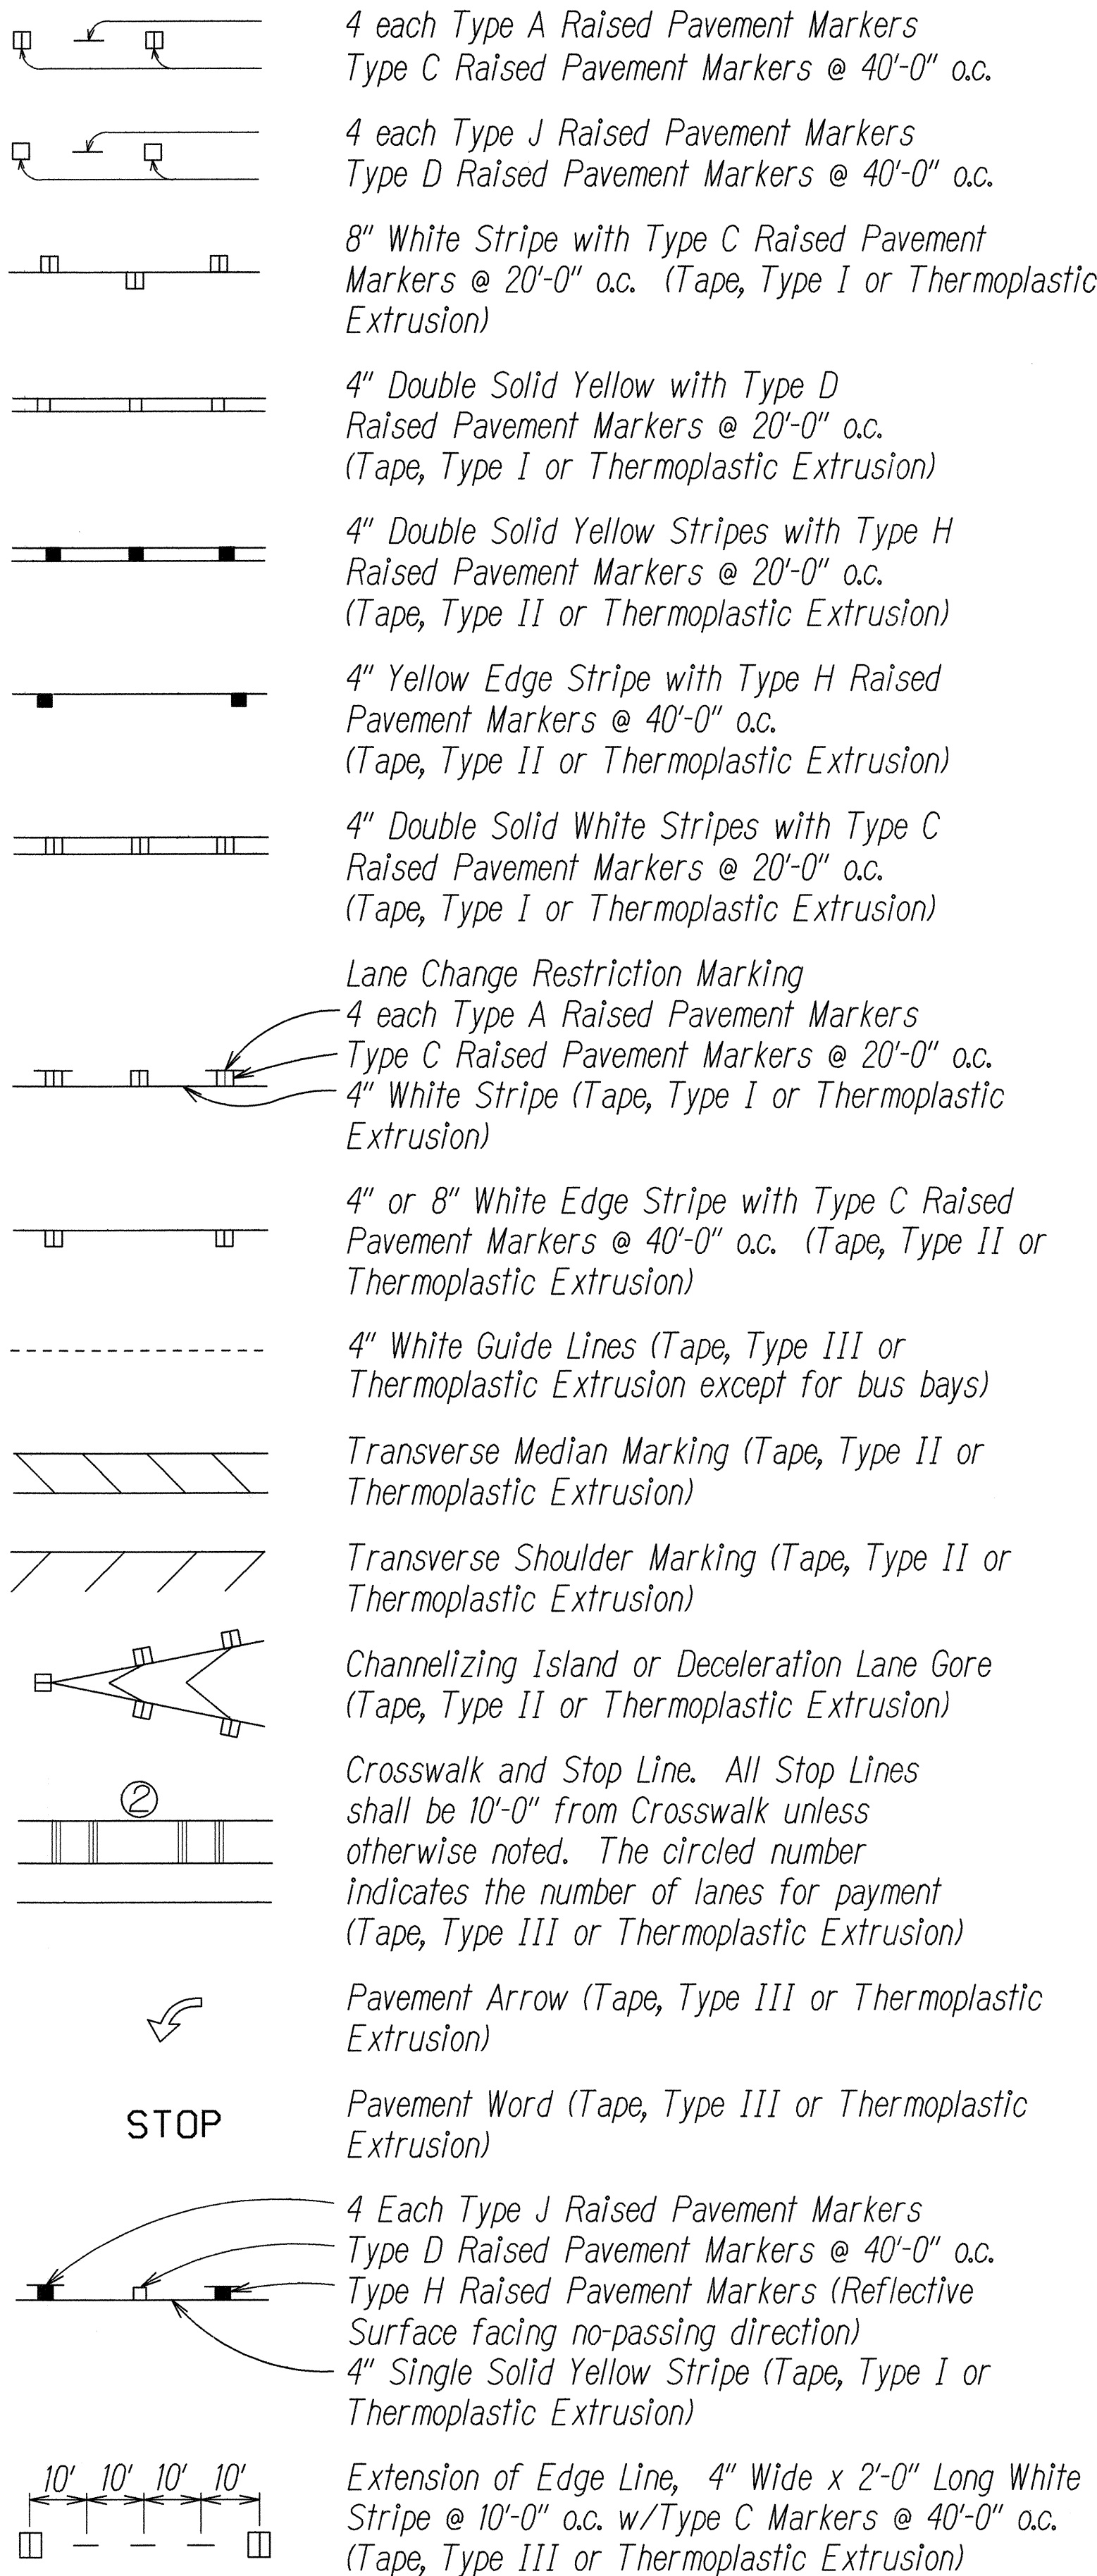 4 each Type A Raised Pavement Markers
Type C Raised Pavement Markers @ 40'-0" o.c.
4 each Type J Raised Pavement Markers
Type D Raised Pavement Markers @ 40'-0" o.c.
8" White Stripe with Type C Raised Pavement
Markers @ 20'-0" o.c. (Tape, Type I or Thermoplastic
Extrusion)
4" Double Solid Yellow with Type D
Raised Pavement Markers @ 20'-0" o.c.
(Tape, Type I or Thermoplastic Extrusion)
4" Double Solid Yellow Stripes with Type H
Raised Pavement Markers @ 20'-0" o.c.
(Tape, Type II or Thermoplastic Extrusion)
4" Yellow Edge Stripe with Type H Raised
Pavement Markers @ 40'-0" o.c.
(Tape, Type II or Thermoplastic Extrusion)
4" Double Solid White Stripes with Type C
Raised Pavement Markers @ 20'-0" o.c.
(Tape, Type I or Thermoplastic Extrusion)
Lane Change Restriction Marking
4 each Type A Raised Pavement Markers
Type C Raised Pavement Markers @ 20'-0" o.c.
4" White Stripe (Tape, Type I or Thermoplastic
Extrusion)
4" or 8" White Edge Stripe with Type C Raised
Pavement Markers @ 40'-0" o.c. (Tape, Type II or
Thermoplastic Extrusion)
4" White Guide Lines (Tape, Type III or
Thermoplastic Extrusion except for bus bays)
Transverse Median Marking (Tape, Type II or
Thermoplastic Extrusion)
Transverse Shoulder Marking (Tape, Type II or
Thermoplastic Extrusion)
Channelizing Island or Deceleration Lane Gore
(Tape, Type II or Thermoplastic Extrusion)
2
Crosswalk and Stop Line. All Stop Lines
shall be 10'-0" from Crosswalk unless
otherwise noted. The circled number
indicates the number of lanes for payment
(Tape, Type III or Thermoplastic Extrusion)
Pavement Arrow (Tape, Type III or Thermoplastic
Extrusion)
STOP
Pavement Word (Tape, Type III or Thermoplastic
Extrusion)
4 Each Type J Raised Pavement Markers
Type D Raised Pavement Markers @ 40'-0" o.c.
Type H Raised Pavement Markers (Reflective
Surface facing no-passing direction)
4" Single Solid Yellow Stripe (Tape, Type I or
Thermoplastic Extrusion)
10' 10' 10' 10'
Extension of Edge Line, 4" Wide x 2'-0" Long White
Stripe @ 10'-0" o.c. w/Type C Markers @ 40'-0" o.c.
(Tape, Type III or Thermoplastic Extrusion)